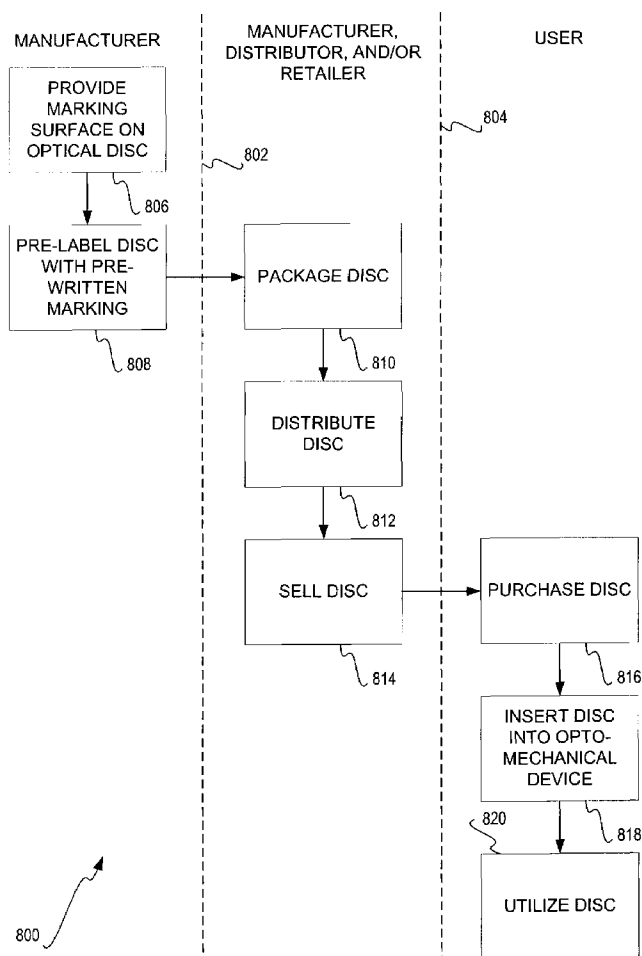 MANUFACTURER
MANUFACTURER,
DISTRIBUTOR, AND/OR
RETAILER
USER
PROVIDE
MARKING
SURFACE ON
OPTICAL DISC
806
802
804
PRE-LABEL DISC
WITH PRE-
WRITTEN
MARKING
808
PACKAGE DISC
810
DISTRIBUTE
DISC
812
SELL DISC
814
PURCHASE DISC
816
INSERT DISC
INTO OPTO-
MECHANICAL
DEVICE
818
820
UTILIZE DISC
800